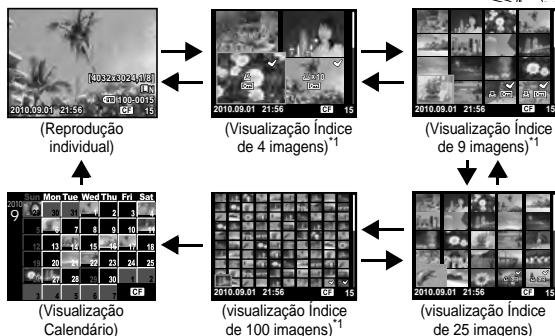 [4032x3024,1/8]
L N
100-0015
2010.09.01 21:56 CF 15
(Reprodução
individual)
x10
2010.09.01 21:56 CF 15
(Visualização Índice
de 4 imagens)*1
2010.09.01 21:56 CF 15
(Visualização Índice
de 9 imagens)*1
Sun Mon Tue Wed Thu Fri Sat
2010
9
30 31 1 2 3 4
5 6 7 8 9 10 11
12 13 14 15 16 17 18
19 20 21 22 23 24 25
26 27 28 29 30 1 2
3 4 5 6 7
CF
(Visualização
Calendário)
2010.09.01 21:56 CF 15
(visualização Índice
de 100 imagens)*1
2010.09.01 21:56 CF 15
(visualização Índice
de 25 imagens)